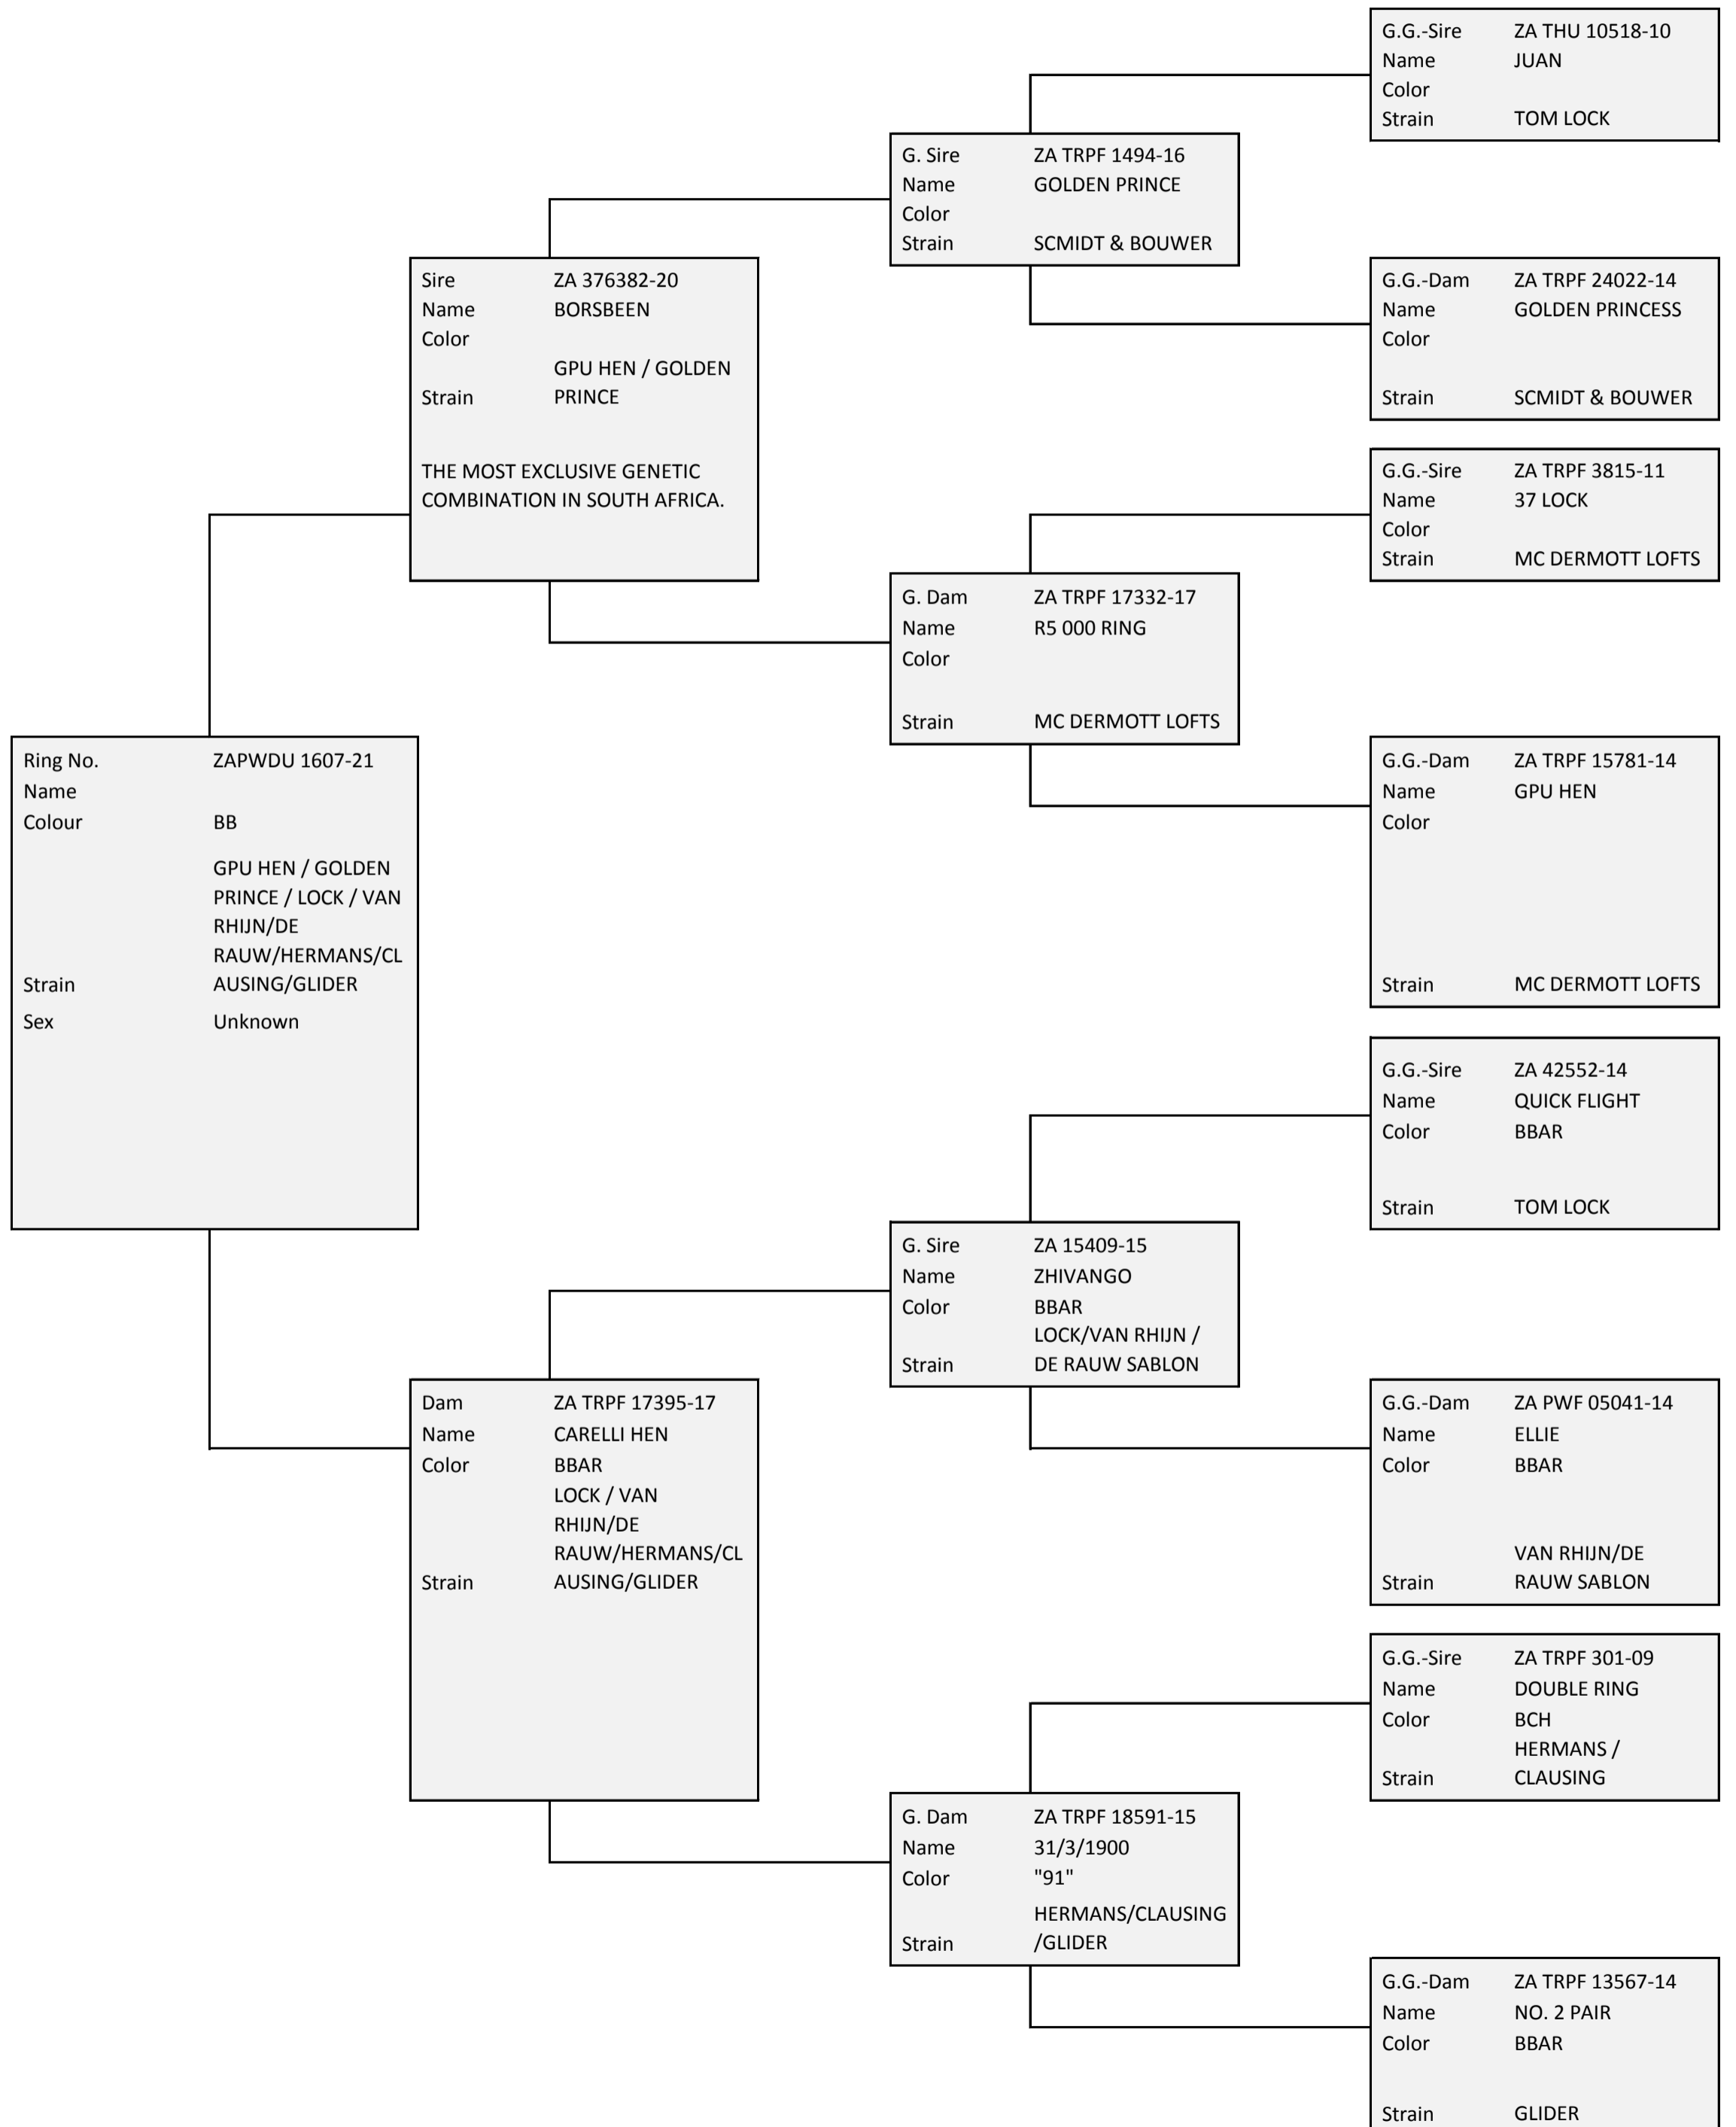 G.G.-Sire ZA THU 10518-10
Name JUAN
Color
Strain TOM LOCK
G. Sire ZA TRPF 1494-16
Name GOLDEN PRINCE
Color
Strain SCMIDT & BOUWER
Sire ZA 376382-20
Name BORSBEEN
Color
GPU HEN / GOLDEN
Strain PRINCE
THE MOST EXCLUSIVE GENETIC
COMBINATION IN SOUTH AFRICA.
G.G.-Dam ZA TRPF 24022-14
Name GOLDEN PRINCESS
Color
Strain SCMIDT & BOUWER
G.G.-Sire ZA TRPF 3815-11
Name 37 LOCK
Color
Strain MC DERMOTT LOFTS
G. Dam ZA TRPF 17332-17
Name R5 000 RING
Color
Strain MC DERMOTT LOFTS
Ring No. ZAPWDU 1607-21
Name
Colour BB
GPU HEN / GOLDEN
PRINCE / LOCK / VAN
RHIJN/DE
RAUW/HERMANS/CL
Strain AUSING/GLIDER
Sex Unknown
G.G.-Dam ZA TRPF 15781-14
Name GPU HEN
Color
Strain MC DERMOTT LOFTS
G.G.-Sire ZA 42552-14
Name QUICK FLIGHT
Color BBAR
Strain TOM LOCK
G. Sire ZA 15409-15
Name ZHIVANGO
Color BBAR
LOCK/VAN RHIJN /
Strain DE RAUW SABLON
Dam ZA TRPF 17395-17
Name CARELLI HEN
Color BBAR
LOCK / VAN
RHIJN/DE
RAUW/HERMANS/CL
Strain AUSING/GLIDER
G.G.-Dam ZA PWF 05041-14
Name ELLIE
Color BBAR
VAN RHIJN/DE
Strain RAUW SABLON
G.G.-Sire ZA TRPF 301-09
Name DOUBLE RING
Color BCH
HERMANS /
Strain CLAUSING
G. Dam ZA TRPF 18591-15
Name 31/3/1900
Color "91"
HERMANS/CLAUSING
Strain /GLIDER
G.G.-Dam ZA TRPF 13567-14
Name NO. 2 PAIR
Color BBAR
Strain GLIDER